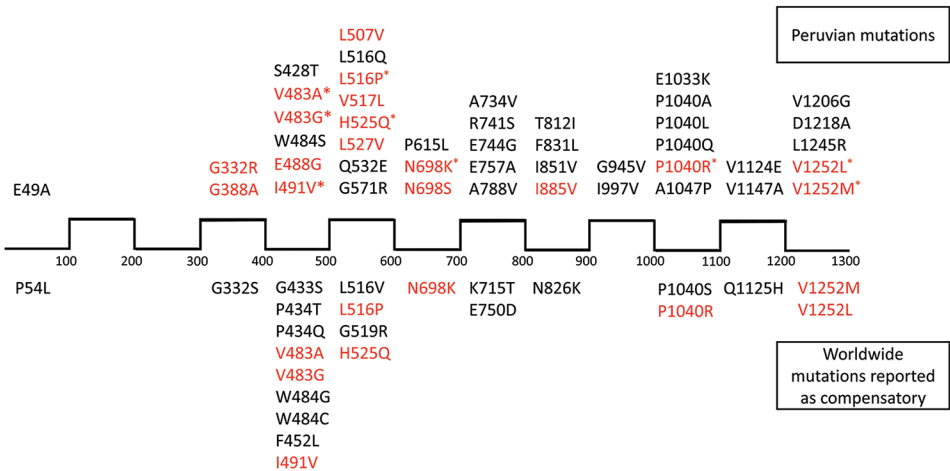 Peruvian mutations
E49A
G332R
G388A
S428T
V483A*
V483G*
W484S
E488G
I491V*
L507V
L516Q
L516P*
V517L
H525Q*
L527V
Q532E
G571R
P615L
N698K*
N698S
A734V
R741S
E744G
E757A
A788V
T812I
F831L
I851V
I885V
G945V
I997V
E1033K
P1040A
P1040L
P1040Q
P1040R*
A1047P
V1124E
V1147A
V1206G
D1218A
L1245R
V1252L*
V1252M*
100 200 300 400 500 600 700 800 900 1000 1100 1200 1300
P54L
G332S
G433S
P434T
P434Q
V483A
V483G
W484G
W484C
F452L
I491V
L516V
L516P
G519R
H525Q
N698K
K715T
E750D
N826K
P1040S
P1040R
Q1125H
V1252M
V1252L
Worldwide
mutations reported
as compensatory